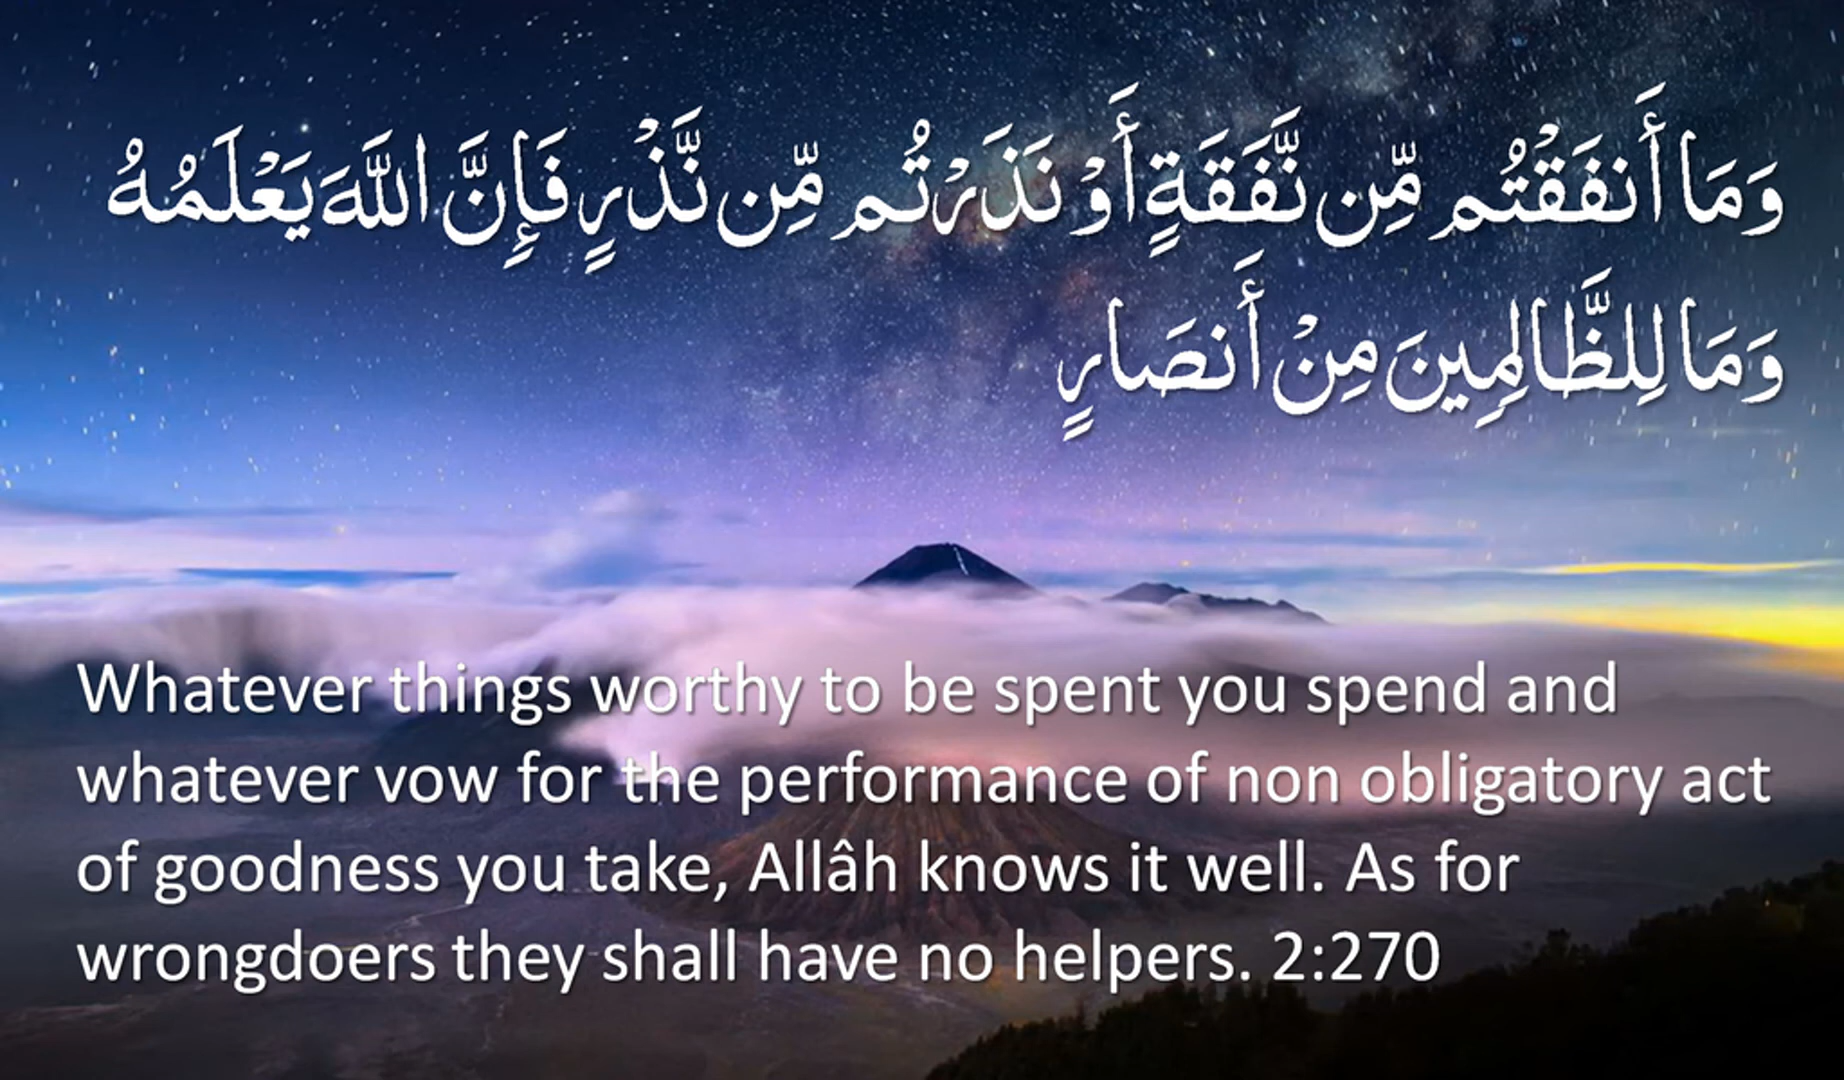 وَمَا أَنفَقْتُم مِّن نَّفَقَةٍ أَوْ نَذَرْتُم مِّن نَّذْرٍ فَإِنَّ اللَّهَ يَعْلَمُهُ
وَمَا لِلظَّالِمِينَ مِنْ أَنصَارٍ
Whatever things worthy to be spent you spend and
whatever vow for the performance of non obligatory act
of goodness you take, Allâh knows it well. As for
wrongdoers they shall have no helpers. 2:270